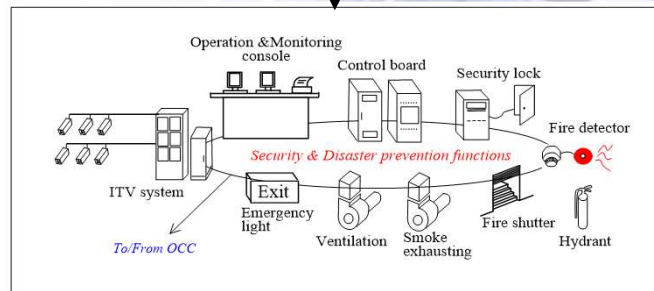 Operation &Monitoring
console
Control board
Security lock
Fire detector
Security & Disaster prevention functions
ITV system
Exit
Emergency
light
Ventilation
Smoke
exhausting
Fire shutter
Hydrant
To/From OCC